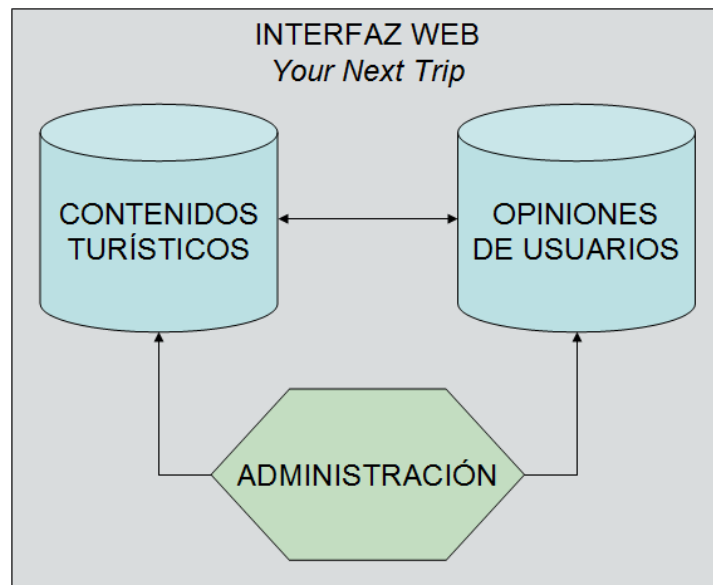 INTERFAZ WEB
Your Next Trip
CONTENIDOS
TURÍSTICOS
OPINIONES
DE USUARIOS
ADMINISTRACIÓN